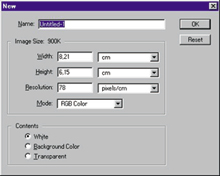 New
Name: Untitled-1
OK
Image Size: 900K
Reset
Width: 8,21 cm
Height: 6,15 cm
Resolution: 78 pixels/cm
Mode: RGB Color
Contents
White
Background Color
Transparent